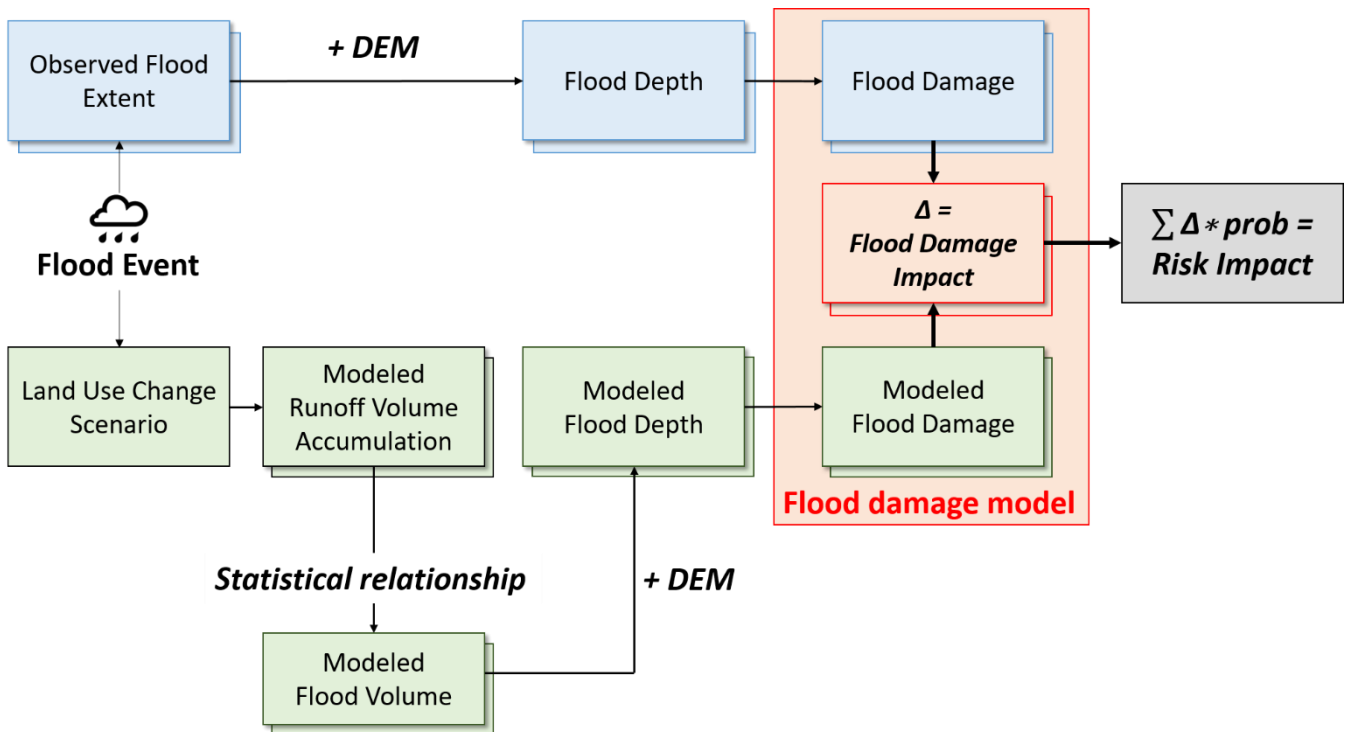 Observed Flood
Extent
+ DEM
Flood Depth
Flood Damage
Flood Event
Δ =
Flood Damage
Impact
∑ Δ * prob =
Risk Impact
Land Use Change
Scenario
Modeled
Runoff Volume
Accumulation
Modeled
Flood Depth
Modeled
Flood Damage
Flood damage model
Statistical relationship
+ DEM
Modeled
Flood Volume